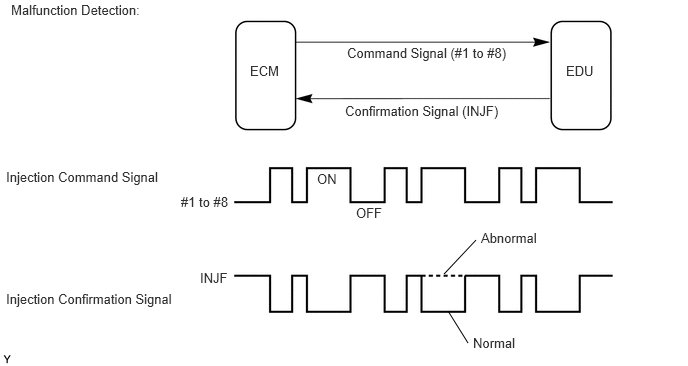 Malfunction Detection:
ECM
EDU
Command Signal (#1 to #8)
Confirmation Signal (INJF)
Injection Command Signal
#1 to #8
ON
OFF
Abnormal
INJF
Injection Confirmation Signal
Normal
Y